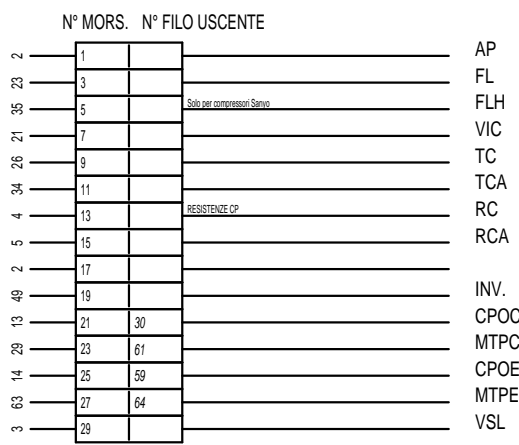 N° MORS. N° FILO USCENTE
2 1 AP
23 3 FL
35 5 Solo per compressori Sanyo FLH
21 7 VIC
26 9 TC
34 11 TCA
4 13 RESISTENZE CP RC
5 15 RCA
2 17
49 19 INV.
13 21 30 CPOC
29 23 61 MTPC
14 25 59 CPOE
63 27 64 MTPE
3 29 VSL